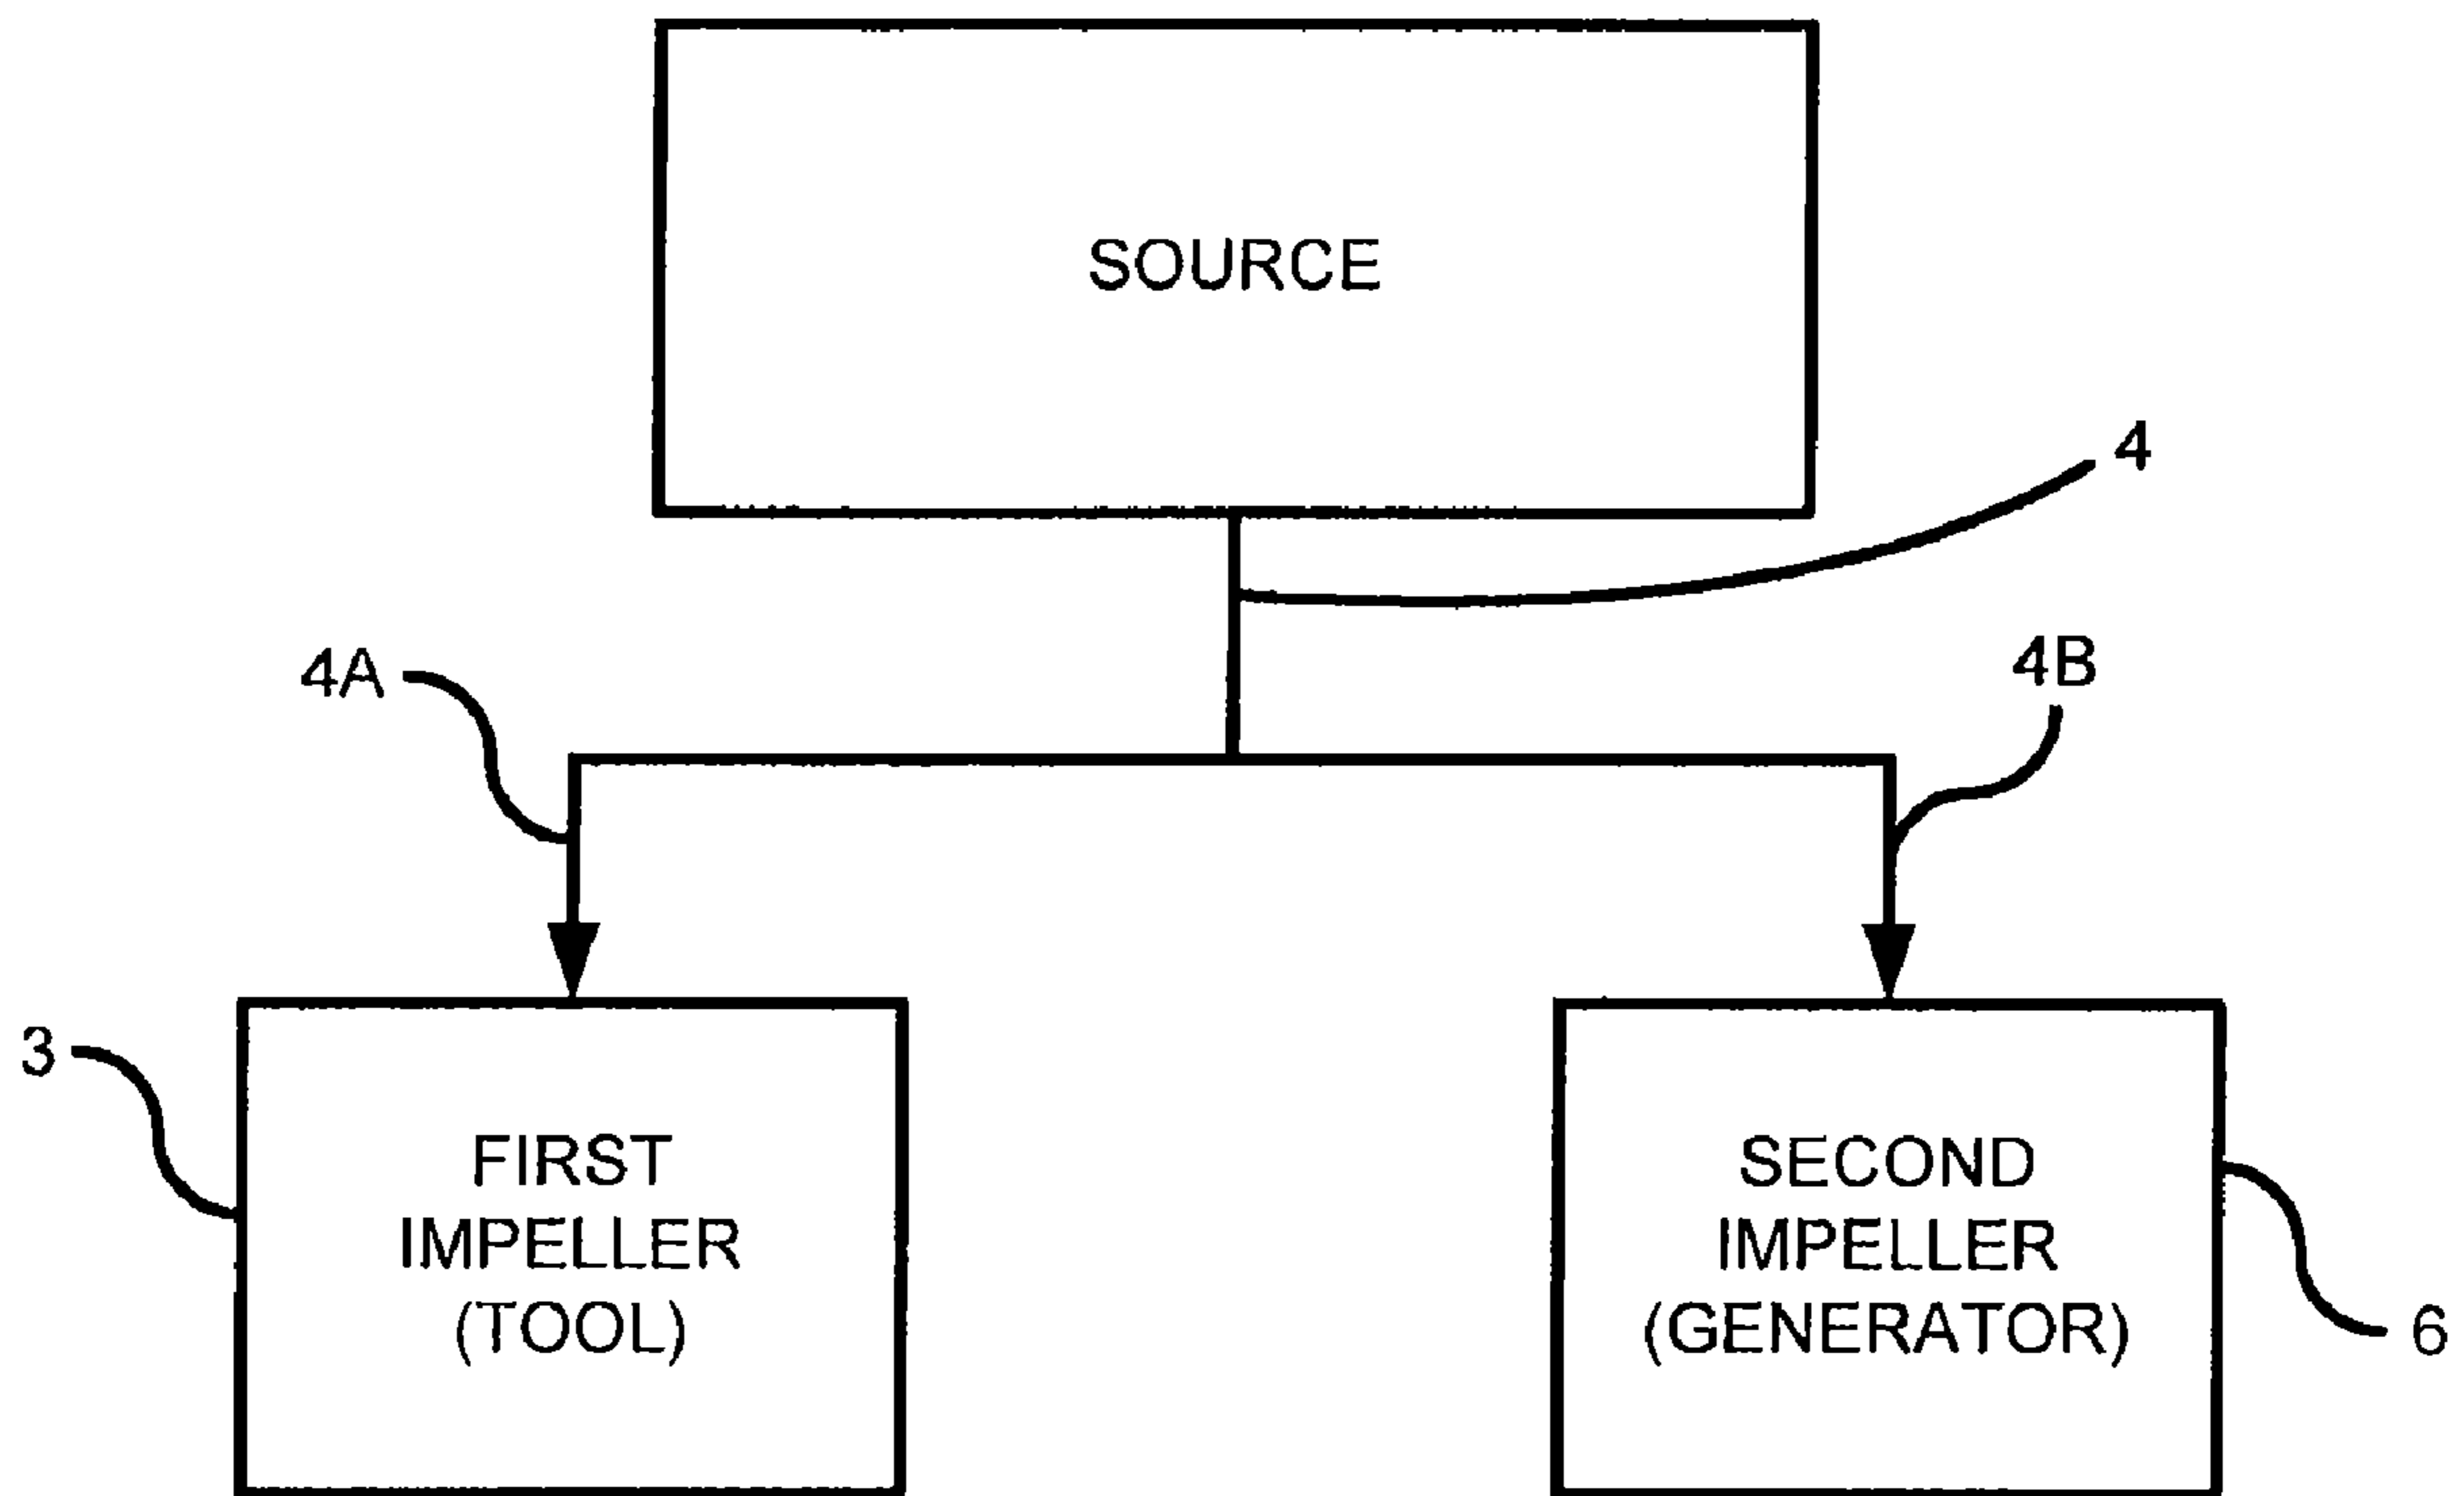 SOURCE
4
4A
4B
3
FIRST
IMPELLER
(TOOL)
SECOND
IMPELLER
(GENERATOR)
6